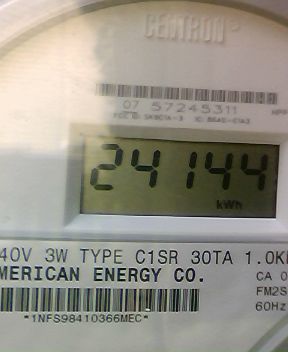 CENTRON
07 57245311
24144
kWh
40V 3W TYPE C1SR 30TA 1.0K
MERICAN ENERGY CO.
CA 0
FM2S
60Hz
*1NFS98410366MEC*